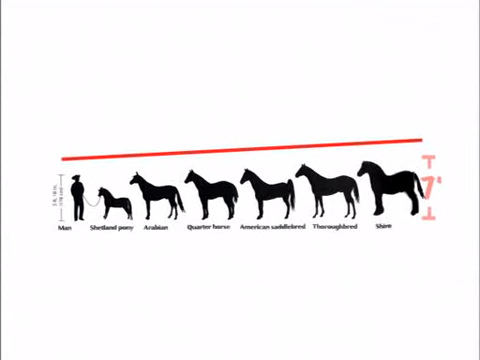 Man
Shetland pony
Arabian
Quarter horse
American saddlebred
Thoroughbred
Shire
7'